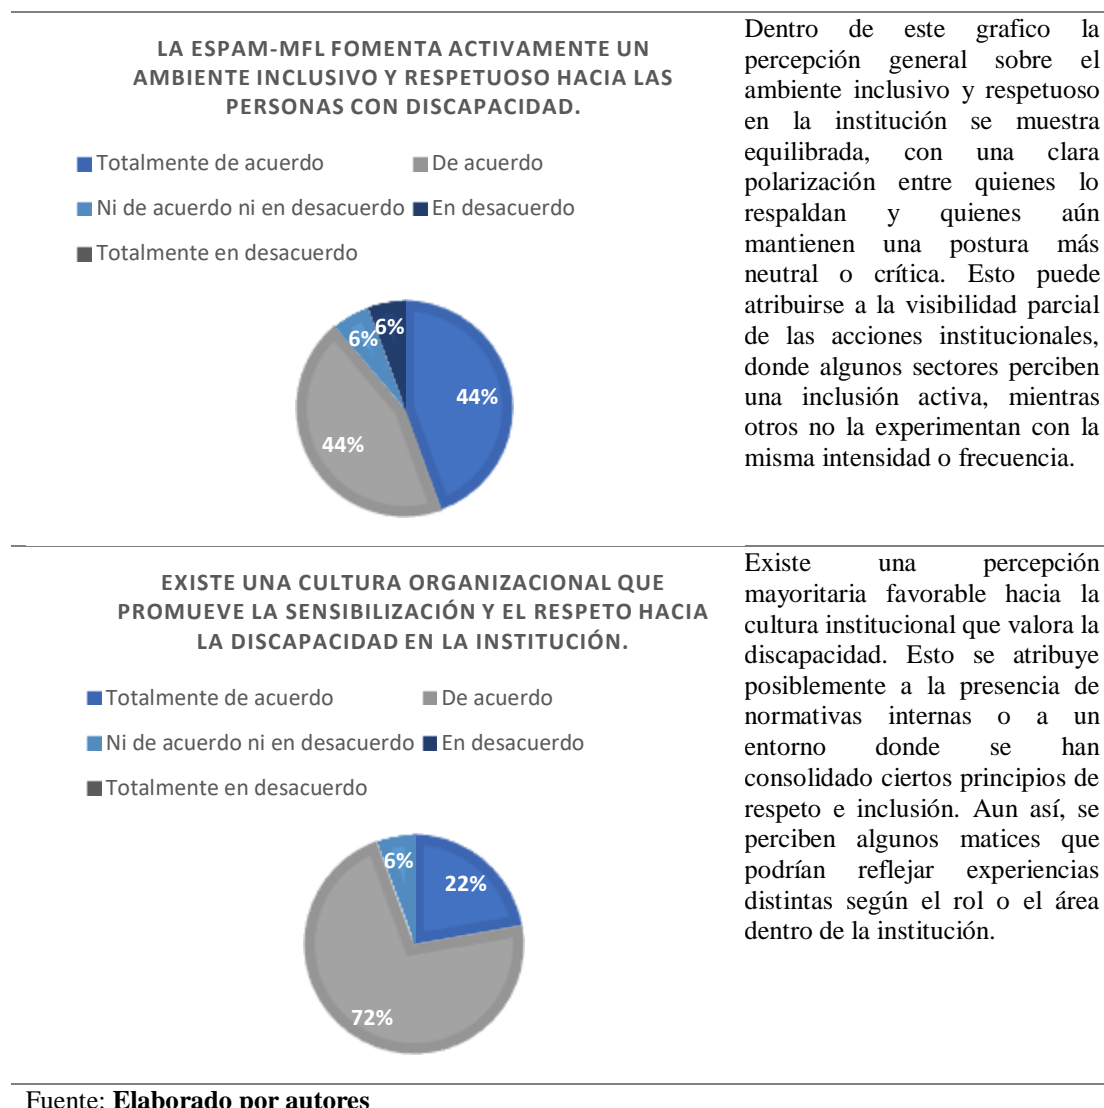 LA ESPAM-MFL FOMENTA ACTIVAMENTE UN
AMBIENTE INCLUSIVO Y RESPETUOSO HACIA LAS
PERSONAS CON DISCAPACIDAD.
Totalmente de acuerdo De acuerdo
Ni de acuerdo ni en desacuerdo En desacuerdo
Totalmente en desacuerdo
6% 6%
44%
44%
Dentro de este grafico la
percepción general sobre el
ambiente inclusivo y respetuoso
en la institución se muestra
equilibrada, con una clara
polarización entre quienes lo
respaldan y quienes aún
mantienen una postura más
neutral o crítica. Esto puede
atribuirse a la visibilidad parcial
de las acciones institucionales,
donde algunos sectores perciben
una inclusión activa, mientras
otros no la experimentan con la
misma intensidad o frecuencia.
EXISTE UNA CULTURA ORGANIZACIONAL QUE
PROMUEVE LA SENSIBILIZACIÓN Y EL RESPETO HACIA
LA DISCAPACIDAD EN LA INSTITUCIÓN.
Totalmente de acuerdo De acuerdo
Ni de acuerdo ni en desacuerdo En desacuerdo
Totalmente en desacuerdo
6%
22%
72%
Existe una percepción
mayoritaria favorable hacia la
cultura institucional que valora la
discapacidad. Esto se atribuye
posiblemente a la presencia de
normativas internas o a un
entorno donde se han
consolidado ciertos principios de
respeto e inclusión. Aun así, se
perciben algunos matices que
podrían reflejar experiencias
distintas según el rol o el área
dentro de la institución.
Fuente: Elaborado por autores